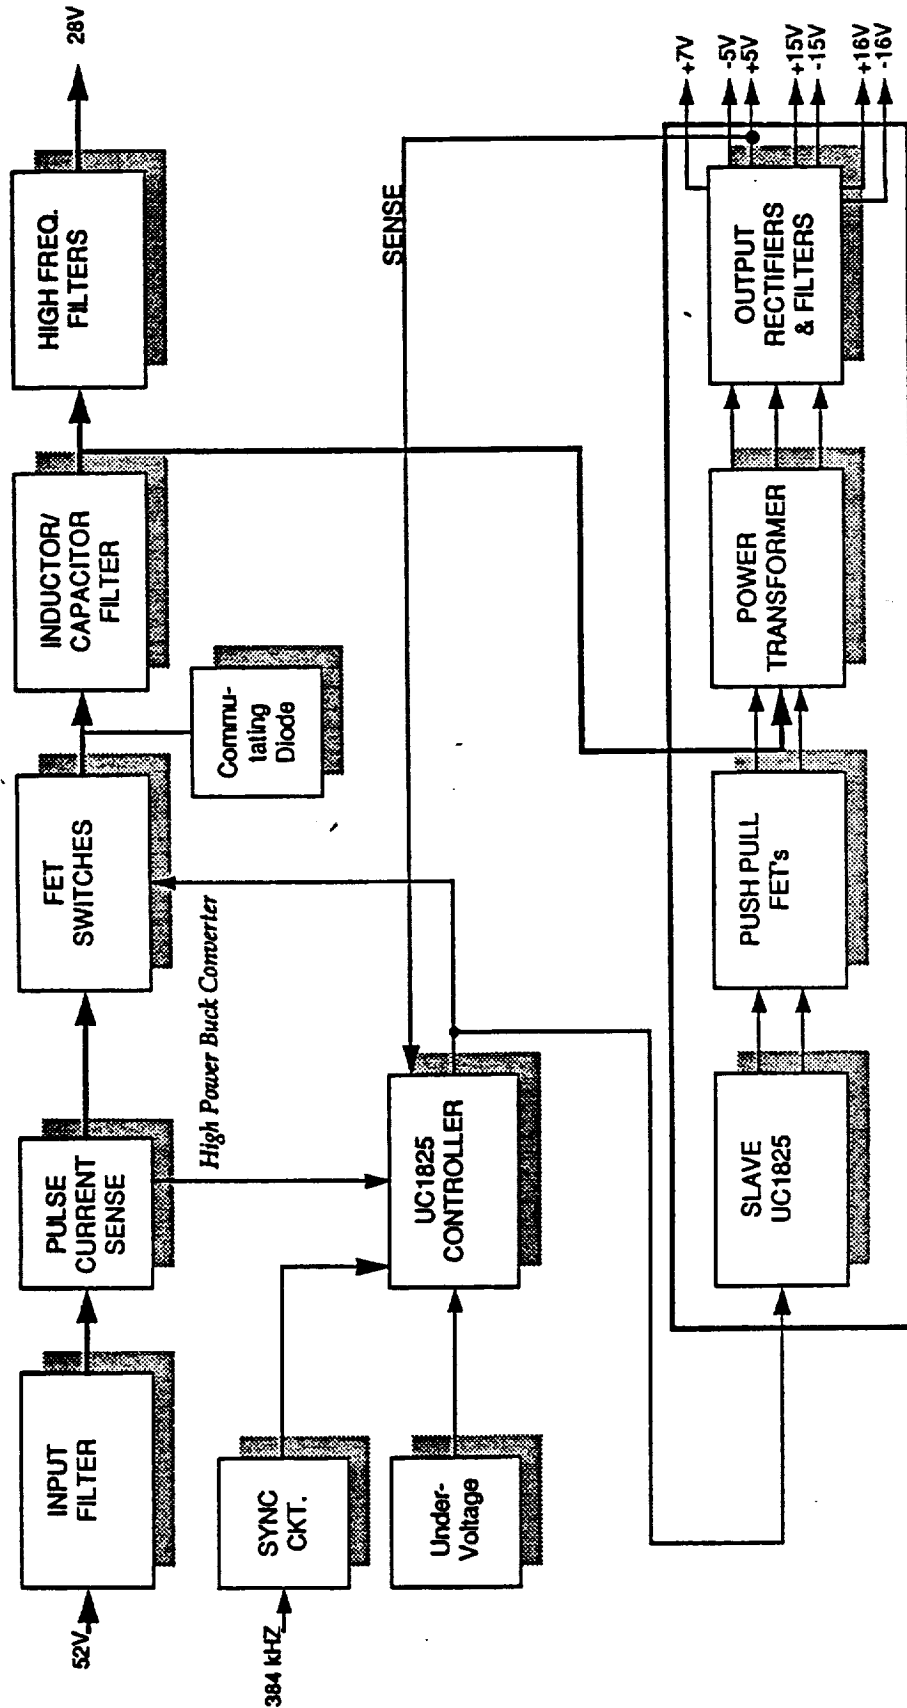 52V
INPUT
FILTER
PULSE
CURRENT
SENSE
FET
SWITCHES
INDUCTOR/
CAPACITOR
FILTER
HIGH FREQ.
FILTERS
28V
Commu-
tating
Diode
High Power Buck Converter
384 kHZ
SYNC
CKT.
Under-
Voltage
UC1825
CONTROLLER
SENSE
SLAVE
UC1825
PUSH PULL
FET's
POWER
TRANSFORMER
OUTPUT
RECTIFIERS
& FILTERS
+7V
-5V
+5V
+15V
-15V
+16V
-16V